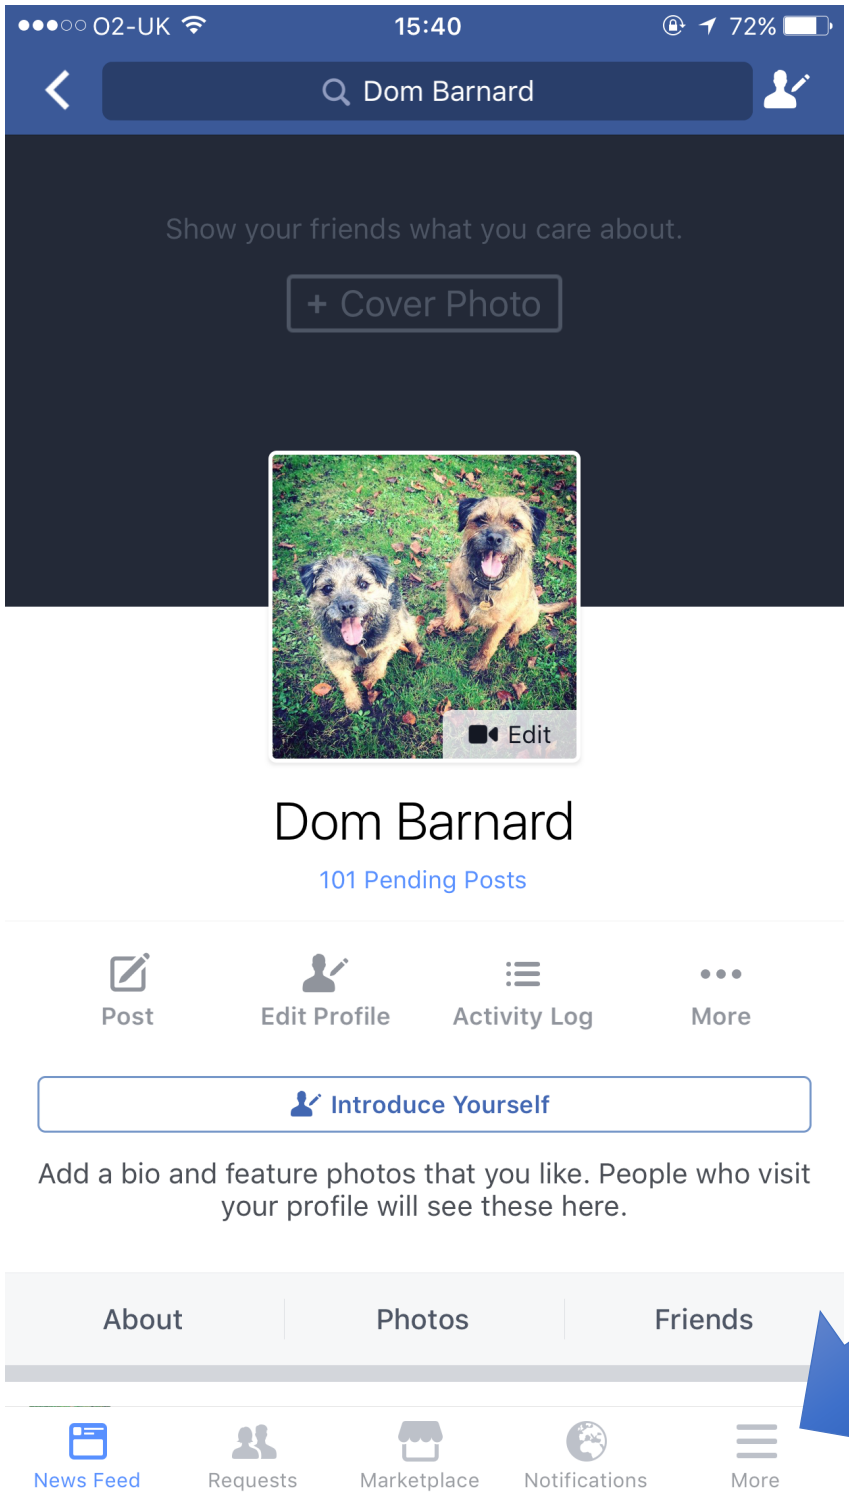 O2-UK 15:40 72%
Dom Barnard
Show your friends what you care about.
+ Cover Photo
Edit
Dom Barnard
101 Pending Posts
Post Edit Profile Activity Log More
Introduce Yourself
Add a bio and feature photos that you like. People who visit
your profile will see these here.
About Photos Friends
News Feed Requests Marketplace Notifications More